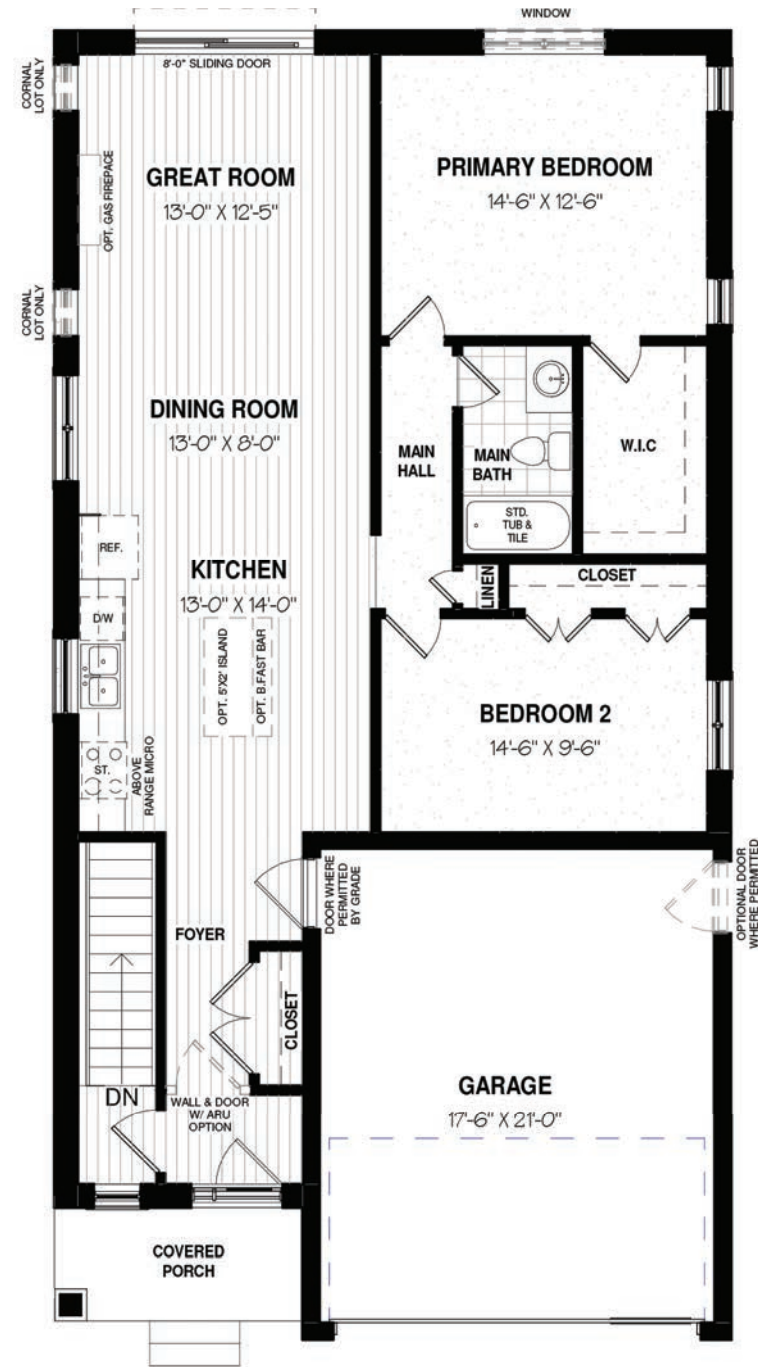 WINDOW
8'-0" SLIDING DOOR
CORNAL
LOT ONLY
GREAT ROOM
13'-0" X 12'-5"
PRIMARY BEDROOM
14'-6" X 12'-6"
OPT. GAS FIREPACE
CORNAL
LOT ONLY
DINING ROOM
13'-0" X 8'-0"
MAIN
HALL
MAIN
BATH
W.I.C
STD.
TUB &
TILE
REF.
KITCHEN
13'-0" X 14'-0"
LINEN
CLOSET
D/W
OPT. 5'X2' ISLAND
OPT. B.FAST BAR
BEDROOM 2
14'-6" X 9'-6"
ST.
ABOVE
RANGE MICRO
DOOR WHERE
PERMITTED
BY GRADE
OPTIONAL DOOR
WHERE PERMITTED
FOYER
CLOSET
DN
WALL & DOOR
W/ ARU
OPTION
GARAGE
17'-6" X 21'-0"
COVERED
PORCH